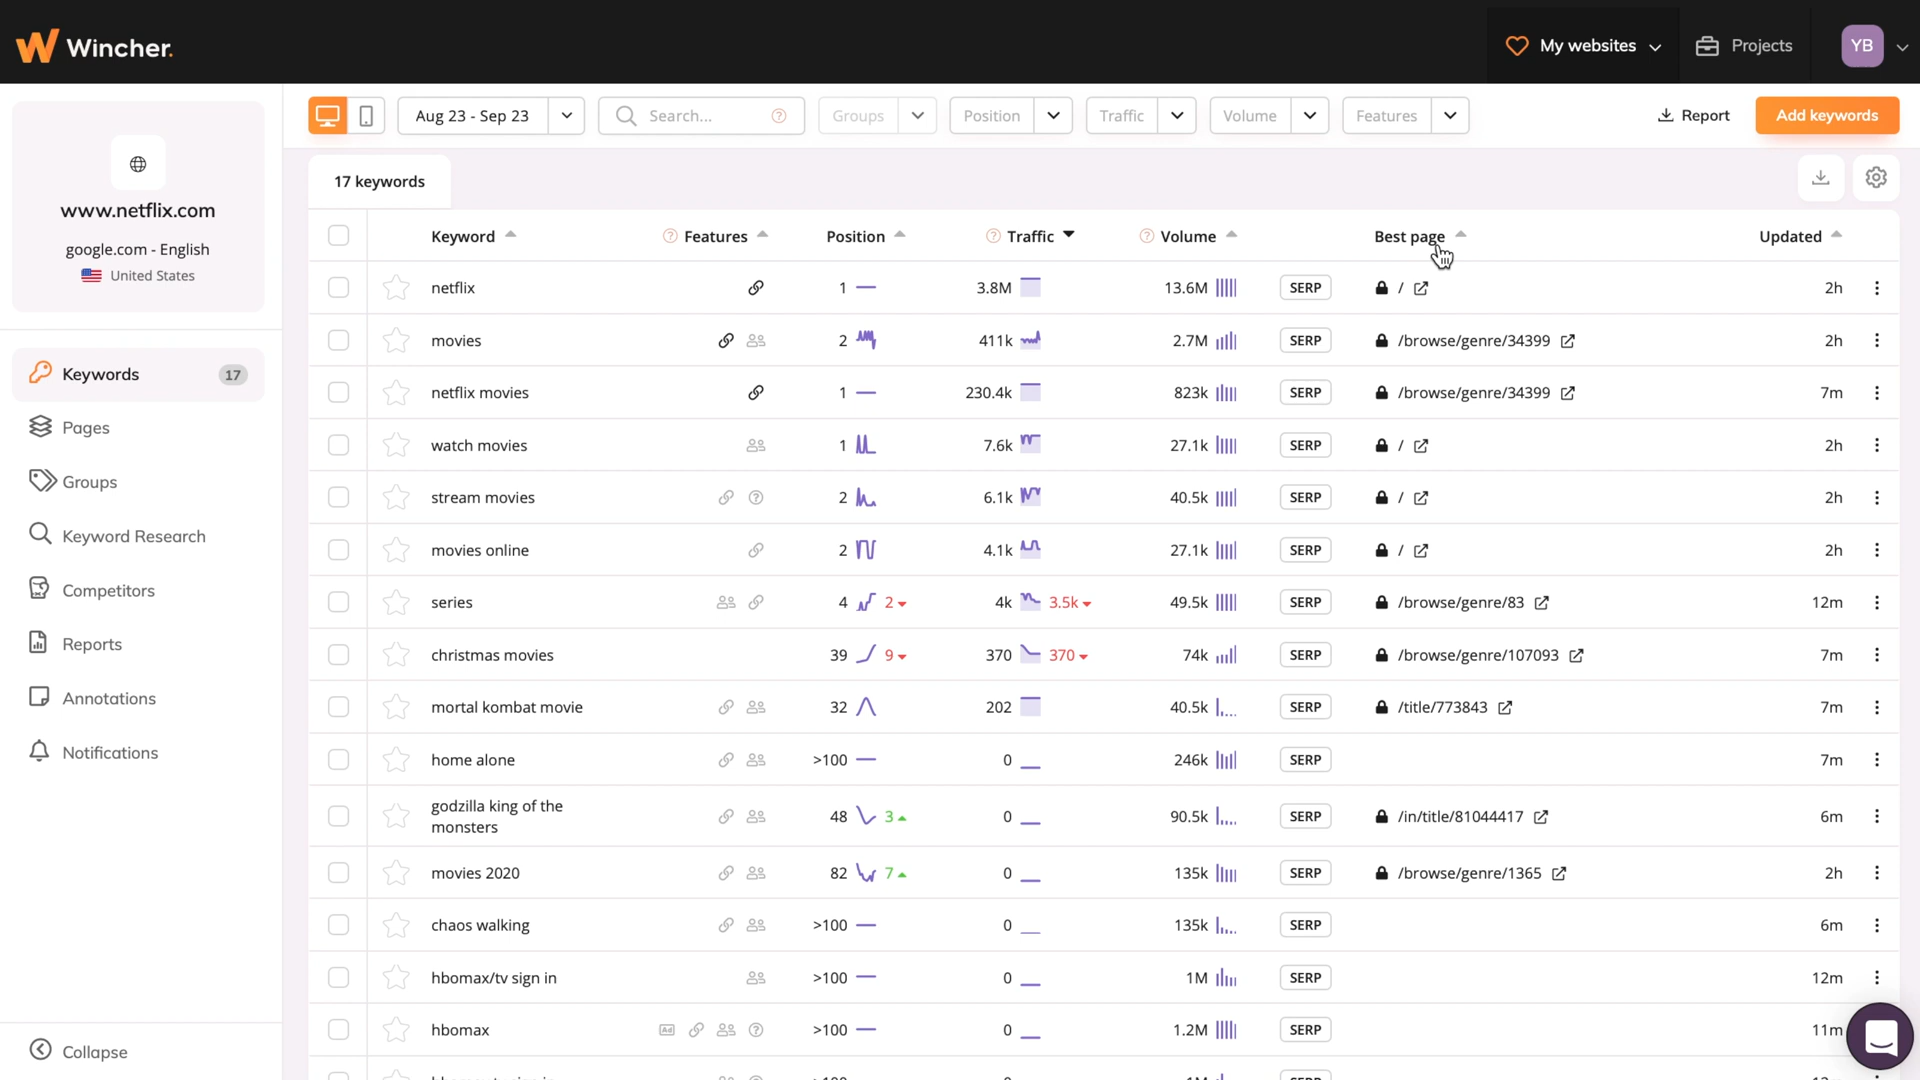 Wincher.
My websites
Projects
YB
www.netflix.com
google.com - English
United States
Keywords 17
Pages
Groups
Keyword Research
Competitors
Reports
Annotations
Notifications
Collapse
Aug 23 - Sep 23
Search... ?
Groups
Position
Traffic
Volume
Features
Report
Add keywords
17 keywords
Keyword ? Features Position ? Traffic ? Volume Best page Updated
netflix 1 3.8M 13.6M SERP / 2h
movies 2 411k 2.7M SERP /browse/genre/34399 2h
netflix movies 1 230.4k 823k SERP /browse/genre/34399 7m
watch movies 1 7.6k 27.1k SERP / 2h
stream movies ? 2 6.1k 40.5k SERP / 2h
movies online 2 4.1k 27.1k SERP / 2h
series 4 2 4k 3.5k 49.5k SERP /browse/genre/83 12m
christmas movies 39 9 370 370 74k SERP /browse/genre/107093 7m
mortal kombat movie 32 202 40.5k SERP /title/773843 7m
home alone >100 0 246k SERP 7m
godzilla king of the
monsters 48 3 0 90.5k SERP /in/title/81044417 6m
movies 2020 82 7 0 135k SERP /browse/genre/1365 2h
chaos walking >100 0 135k SERP 6m
hbomax/tv sign in >100 0 1M SERP 12m
hbomax Ad ? >100 0 1.2M SERP 11m